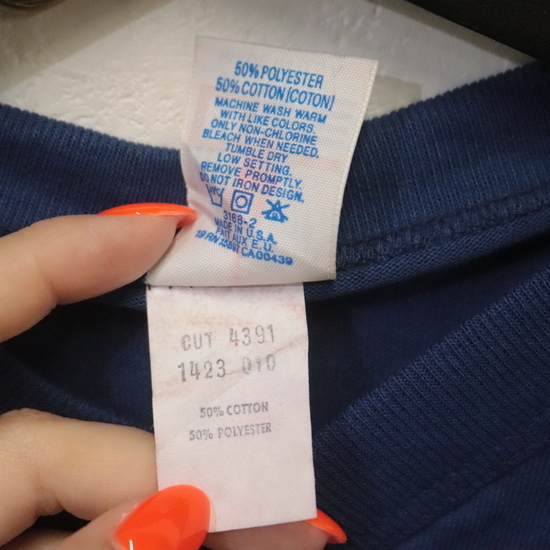 50% POLYESTER
50% COTTON [COTON]
MACHINE WASH WARM
WITH LIKE COLORS.
ONLY NON-CHLORINE
BLEACH WHEN NEEDED.
TUMBLE DRY
LOW SETTING.
REMOVE PROMPTLY.
DO NOT IRON DESIGN.
3168-2
MADE IN U.S.A.
FAIT AUX E.U.
CA00439
CUT 4391
1423 010
50% COTTON
50% POLYESTER